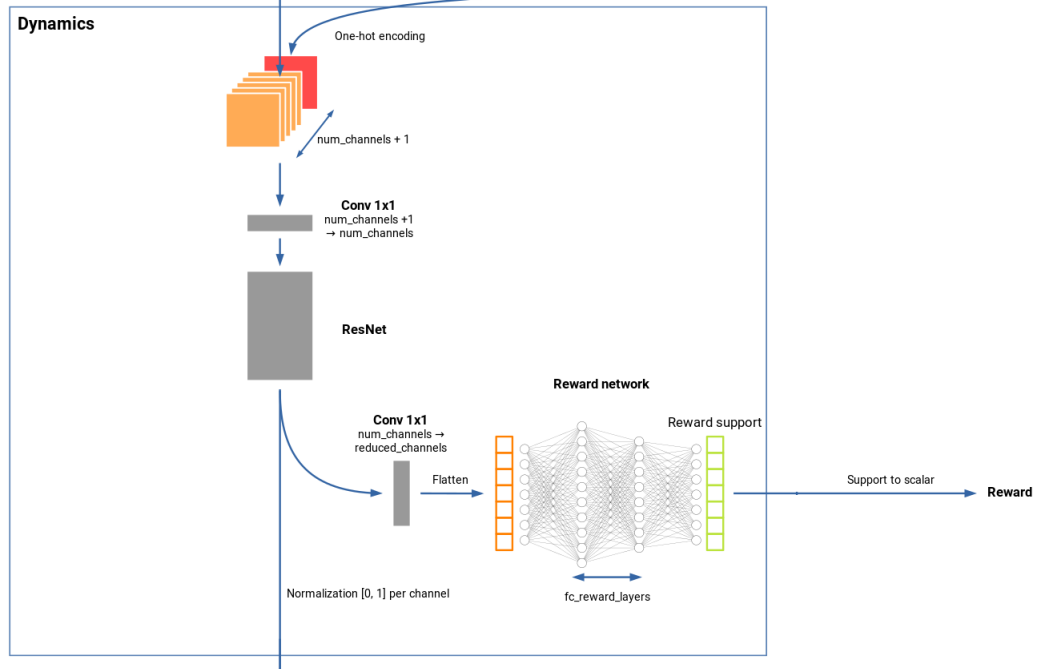 Dynamics
One-hot encoding
num_channels + 1
Conv 1x1
num_channels +1
→ num_channels
ResNet
Reward network
Conv 1x1
num_channels →
reduced_channels
Reward support
Flatten
Support to scalar
Reward
Normalization [0, 1] per channel
fc_reward_layers